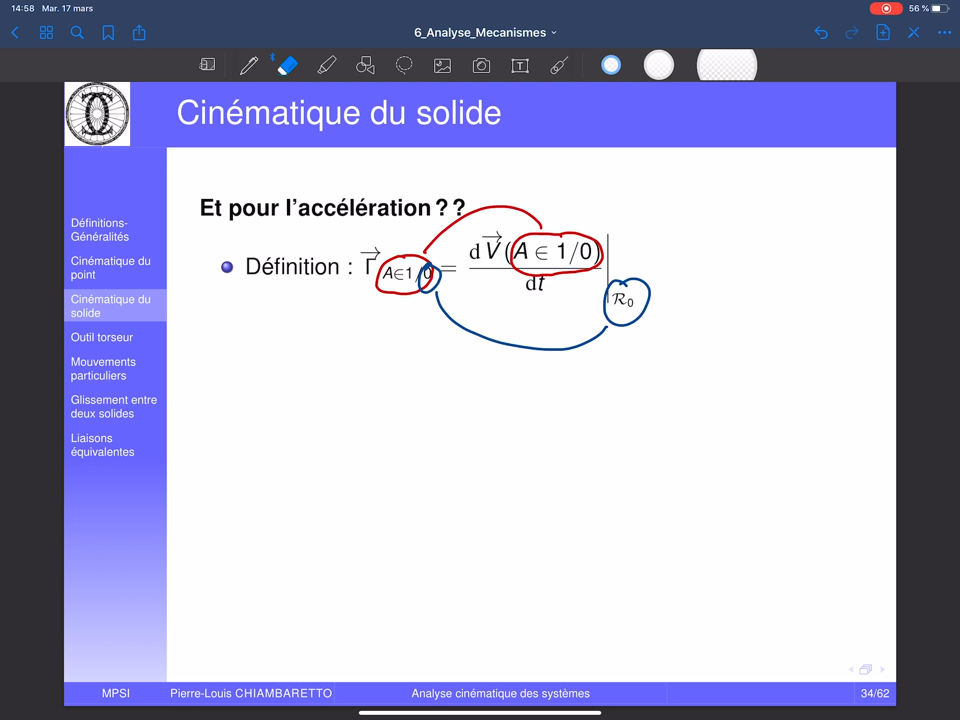 14:58 Mar. 17 mars
56 %
6_Analyse_Mecanismes
Cinématique du solide
Définitions-
Généralités
Cinématique du
point
Cinématique du
solide
Outil torseur
Mouvements
particuliers
Glissement entre
deux solides
Liaisons
équivalentes
Et pour l'accélération ? ?
Définition : Γ⃗ A∈1/0 = d V⃗(A ∈ 1/0) / dt | R₀
MPSI Pierre-Louis CHIAMBARETTO Analyse cinématique des systèmes 34/62